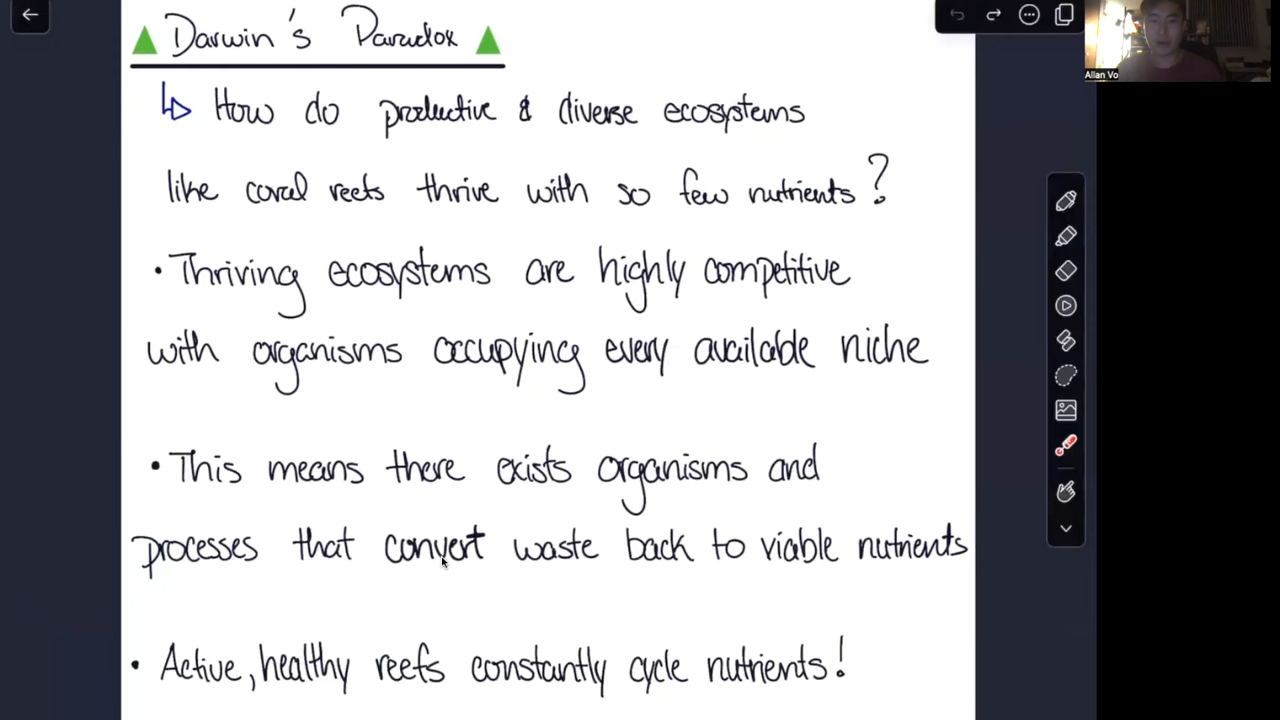 Darwin's Paradox
How do productive & diverse ecosystems
like coral reefs thrive with so few nutrients?
• Thriving ecosystems are highly competitive
with organisms occupying every available niche
• This means there exists organisms and
processes that convert waste back to viable nutrients
• Active, healthy reefs constantly cycle nutrients!
Allan Vo